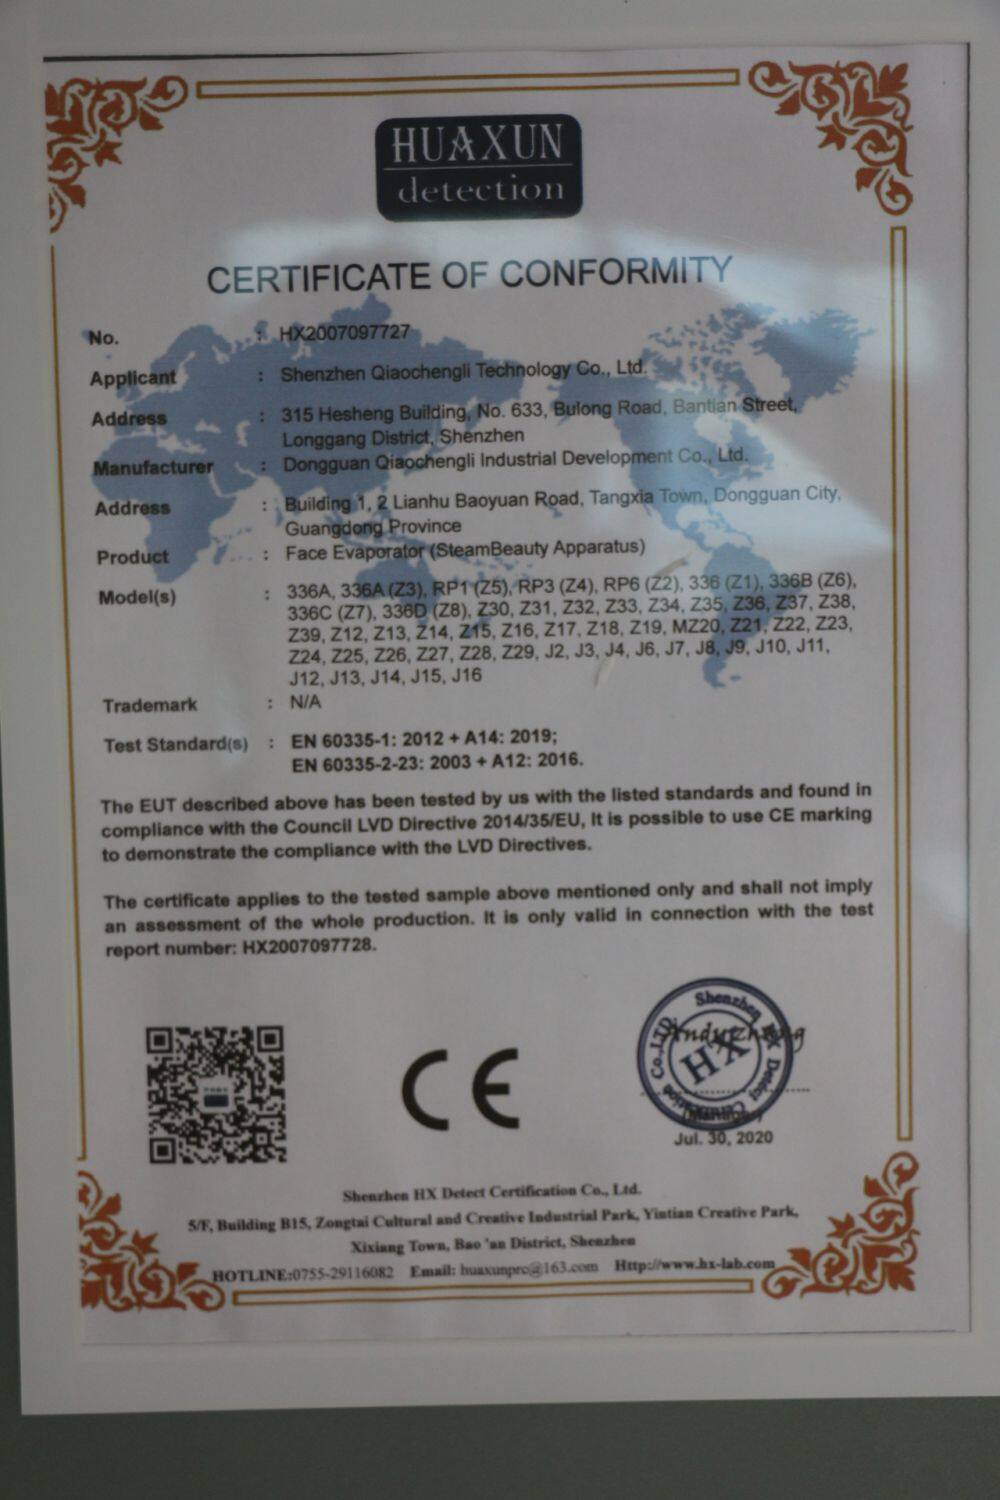 HUAXUN
detection
CERTIFICATE OF CONFORMITY
No. : HX2007097727
Applicant : Shenzhen Qiaochengli Technology Co., Ltd.
Address : 315 Hesheng Building, No. 633, Bulong Road, Bantian Street,
Longgang District, Shenzhen
Manufacturer : Dongguan Qiaochengli Industrial Development Co., Ltd.
Address : Building 1, 2 Lianhu Baoyuan Road, Tangxia Town, Dongguan City,
Guangdong Province
Product : Face Evaporator (SteamBeauty Apparatus)
Model(s) : 336A, 336A (Z3), RP1 (Z5), RP3 (Z4), RP6 (Z2), 336 (Z1), 336B (Z6),
336C (Z7), 336D (Z8), Z30, Z31, Z32, Z33, Z34, Z35, Z36, Z37, Z38,
Z39, Z12, Z13, Z14, Z15, Z16, Z17, Z18, Z19, MZ20, Z21, Z22, Z23,
Z24, Z25, Z26, Z27, Z28, Z29, J2, J3, J4, J6, J7, J8, J9, J10, J11,
J12, J13, J14, J15, J16
Trademark : N/A
Test Standard(s) : EN 60335-1: 2012 + A14: 2019;
EN 60335-2-23: 2003 + A12: 2016.
The EUT described above has been tested by us with the listed standards and found in
compliance with the Council LVD Directive 2014/35/EU, It is possible to use CE marking
to demonstrate the compliance with the LVD Directives.
The certificate applies to the tested sample above mentioned only and shall not imply
an assessment of the whole production. It is only valid in connection with the test
report number: HX2007097728.
CE
Shenzhen HX Detect Co.,LTD.
HX
Manager
Jul. 30, 2020
Shenzhen HX Detect Certification Co., Ltd.
5/F, Building B15, Zongtai Cultural and Creative Industrial Park, Yintian Creative Park,
Xixiang Town, Bao 'an District, Shenzhen
HOTLINE:0755-29116082 Email: huaxunprc@163.com Http://www.hx-lab.com